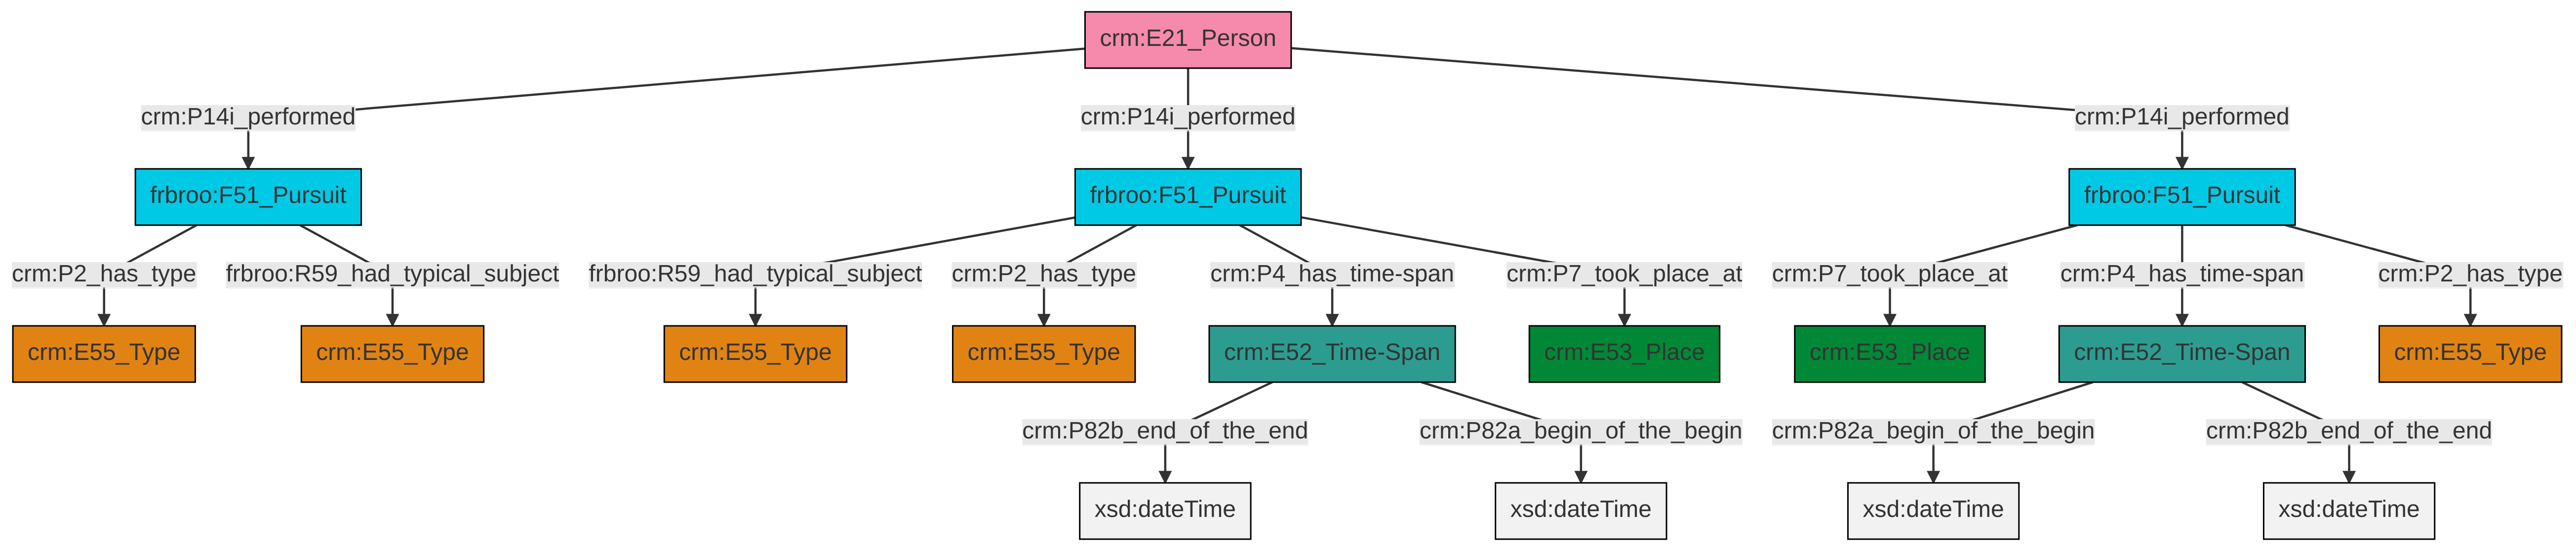 crm:E21_Person
crm:P14i_performed
crm:P14i_performed
crm:P14i_performed
frbroo:F51_Pursuit
frbroo:F51_Pursuit
frbroo:F51_Pursuit
crm:P2_has_type
frbroo:R59_had_typical_subject
frbroo:R59_had_typical_subject
crm:P2_has_type
crm:P4_has_time-span
crm:P7_took_place_at
crm:P7_took_place_at
crm:P4_has_time-span
crm:P2_has_type
crm:E55_Type
crm:E55_Type
crm:E55_Type
crm:E55_Type
crm:E52_Time-Span
crm:E53_Place
crm:E53_Place
crm:E52_Time-Span
crm:E55_Type
crm:P82b_end_of_the_end
crm:P82a_begin_of_the_begin
crm:P82a_begin_of_the_begin
crm:P82b_end_of_the_end
xsd:dateTime
xsd:dateTime
xsd:dateTime
xsd:dateTime